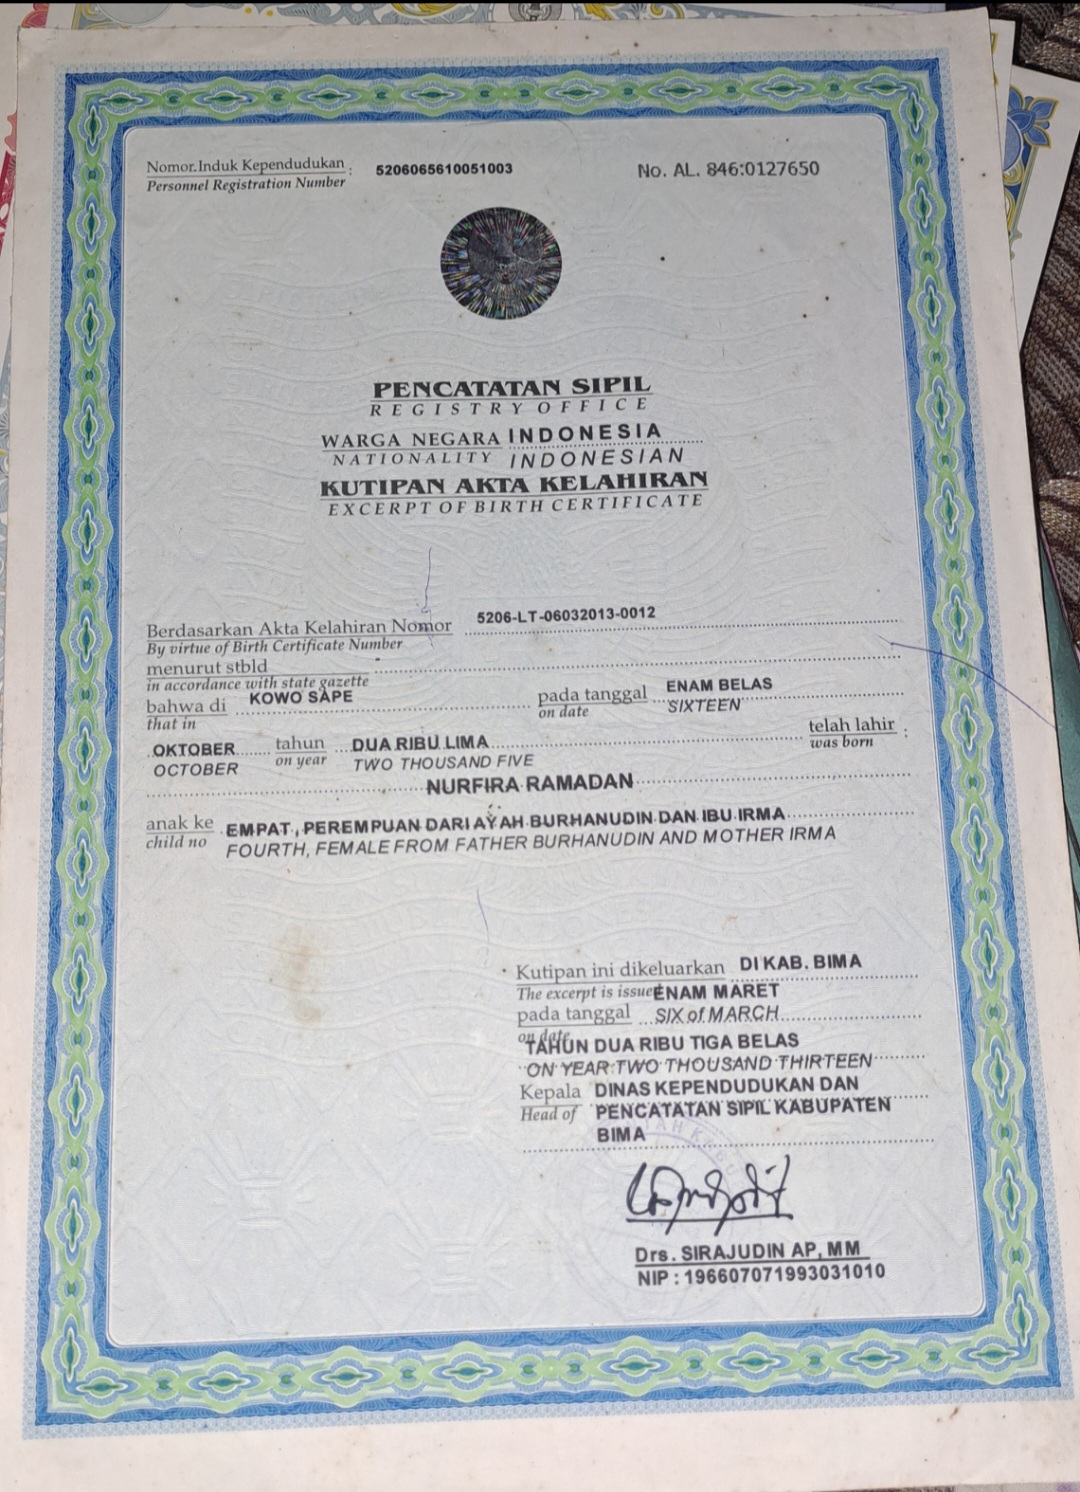 Nomor Induk Kependudukan : 5206065610051003 No. AL. 846:0127650
Personnel Registration Number
PENCATATAN SIPIL
REGISTRY OFFICE
WARGA NEGARA INDONESIA
NATIONALITY INDONESIAN
KUTIPAN AKTA KELAHIRAN
EXCERPT OF BIRTH CERTIFICATE
Berdasarkan Akta Kelahiran Nomor 5206-LT-06032013-0012
By virtue of Birth Certificate Number
menurut stbld
in accordance with state gazette
bahwa di KOWO SAPE pada tanggal ENAM BELAS
that in on date SIXTEEN
OKTOBER tahun DUA RIBU LIMA telah lahir :
OCTOBER on year TWO THOUSAND FIVE was born
NURFIRA RAMADAN
anak ke EMPAT, PEREMPUAN DARI AYAH BURHANUDIN DAN IBU IRMA
child no FOURTH, FEMALE FROM FATHER BURHANUDIN AND MOTHER IRMA
Kutipan ini dikeluarkan DI KAB. BIMA
The excerpt is issue ENAM MARET
pada tanggal SIX of MARCH
on date TAHUN DUA RIBU TIGA BELAS
ON YEAR TWO THOUSAND THIRTEEN
Kepala DINAS KEPENDUDUKAN DAN
Head of PENCATATAN SIPIL KABUPATEN
BIMA
Drs. SIRAJUDIN AP, MM
NIP : 196607071993031010